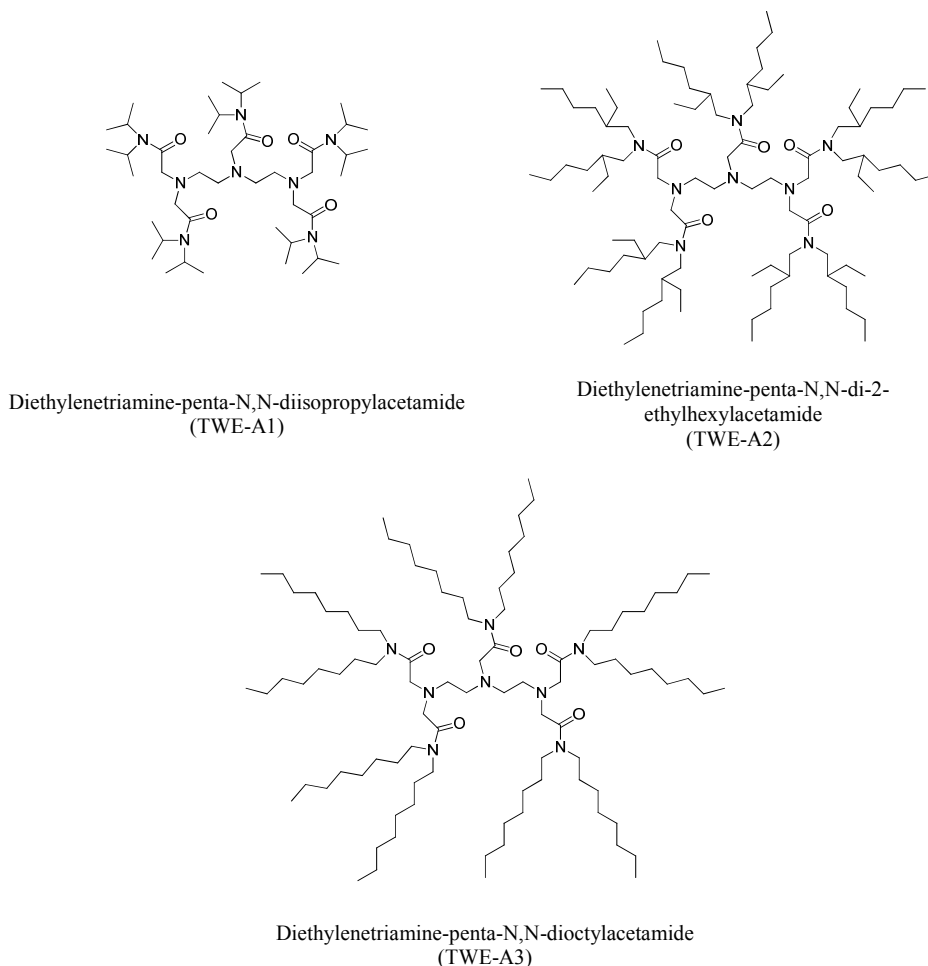 N
O
N
O
N
O
N
N
N
O
N
O
N
Diethylenetriamine-penta-N,N-diisopropylacetamide
(TWE-A1)
N
O
N
O
N
O
N
N
N
O
N
O
N
Diethylenetriamine-penta-N,N-di-2-
ethylhexylacetamide
(TWE-A2)
N
O
N
O
N
O
N
N
N
O
N
O
N
Diethylenetriamine-penta-N,N-dioctylacetamide
(TWE-A3)